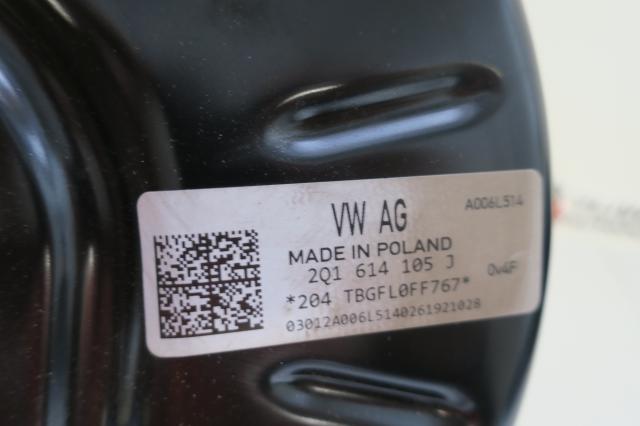 VW AG
A006L514
MADE IN POLAND
2Q1 614 105 J
0v4F
*204 TBGFL0FF767*
03012A006L5140261921028